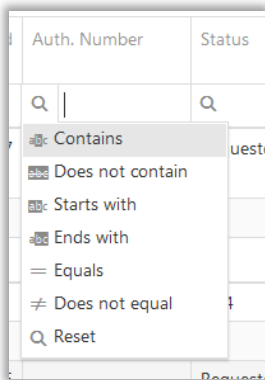 Auth. Number Status
Contains
Does not contain
Starts with
Ends with
Equals
Does not equal
Reset